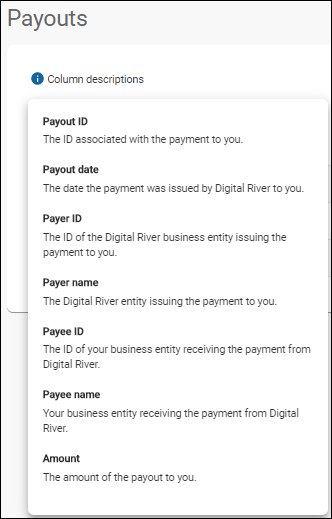 Payouts
Column descriptions
Payout ID
The ID associated with the payment to you.
Payout date
The date the payment was issued by Digital River to you.
Payer ID
The ID of the Digital River business entity issuing the
payment to you.
Payer name
The Digital River entity issuing the payment to you.
Payee ID
The ID of your business entity receiving the payment from
Digital River.
Payee name
Your business entity receiving the payment from Digital
River.
Amount
The amount of the payout to you.